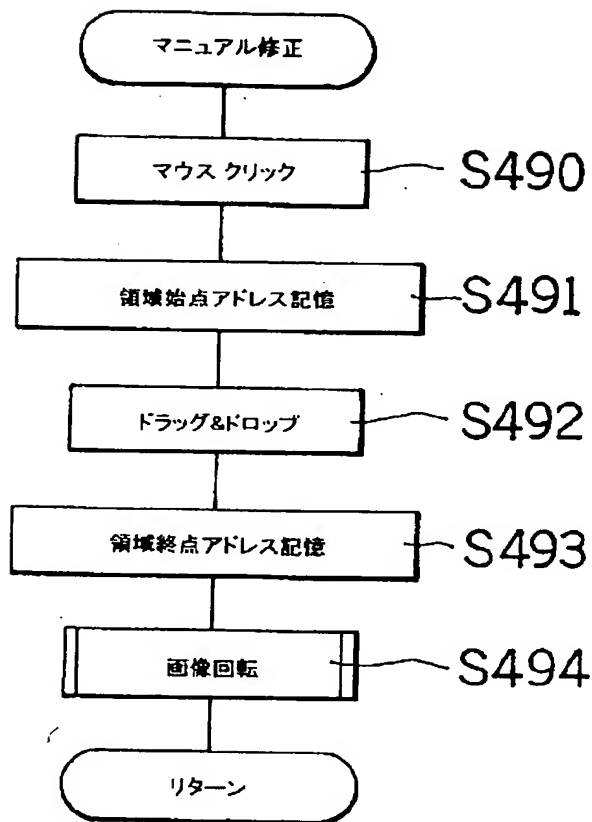 マニュアル修正
マウス クリック
S490
領域始点アドレス記憶
S491
ドラッグ&ドロップ
S492
領域終点アドレス記憶
S493
画像回転
S494
リターン